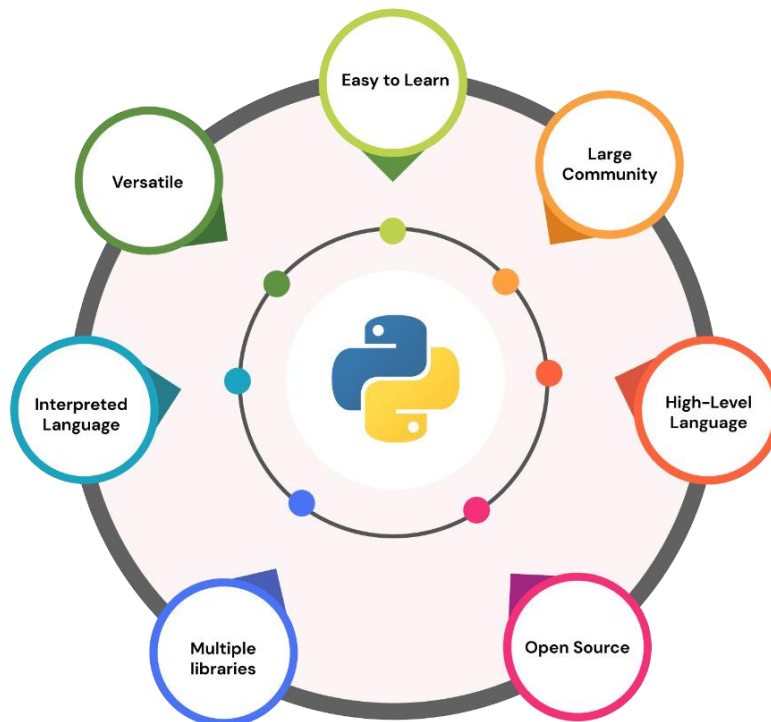 Easy to Learn
Large
Community
High-Level
Language
Open Source
Multiple
libraries
Interpreted
Language
Versatile